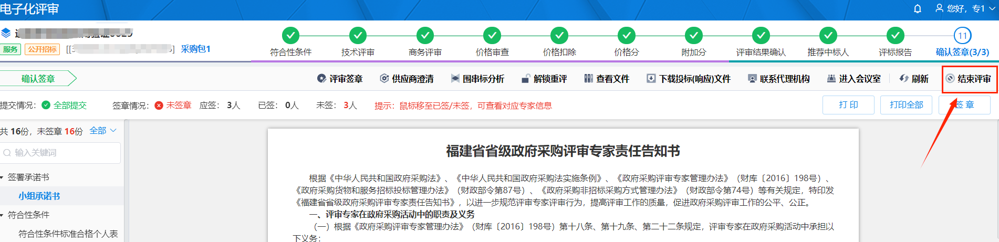 电子化评审
您好，专1
服务 公开招标 采购包1
符合性条件 技术评审 商务评审 价格审查 价格扣除 价格分 附加分 评审结果确认 推荐中标人 评标报告 11 确认签章(3/3)
确认签章 评审签章 供应商澄清 围串标分析 解锁重评 查看文件 下载投标(响应)文件 联系代理机构 进入会议室 刷新 结束评审
提交情况： 全部提交 签章情况： 未签章 应签： 3人 已签： 0人 未签： 3人 提示：鼠标移至已签/未签，可查看对应专家信息 打 印 打印全部 签 章
共 16份，未签章 16份 全部
输入关键词
签署承诺书
小组承诺书
符合性条件
符合性条件标准合格个人表
福建省省级政府采购评审专家责任告知书
根据《中华人民共和国政府采购法》、《中华人民共和国政府采购法实施条例》、《政府采购评审专家管理办法》（财库〔2016〕198号）、
《政府采购货物和服务招标投标管理办法》（财政部令第87号）、《政府采购非招标采购方式管理办法》（财政部令第74号）等有关规定，特印发
《福建省省级政府采购评审专家责任告知书》，以进一步规范评审专家评审行为，提高评审工作的质量，促进政府采购评审工作的公平、公正。
一、评审专家在政府采购活动中的职责及义务
（一）根据《政府采购评审专家管理办法》（财库〔2016〕198号）第十八条、第十九条、第二十二条规定，评审专家在政府采购活动中承担以
下义务：